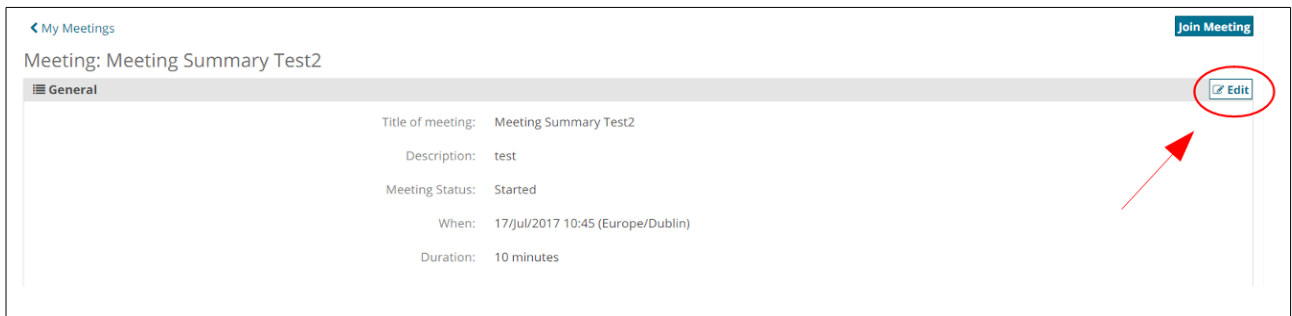 My Meetings
Join Meeting
Meeting: Meeting Summary Test2
General
Edit
Title of meeting: Meeting Summary Test2
Description: test
Meeting Status: Started
When: 17/Jul/2017 10:45 (Europe/Dublin)
Duration: 10 minutes